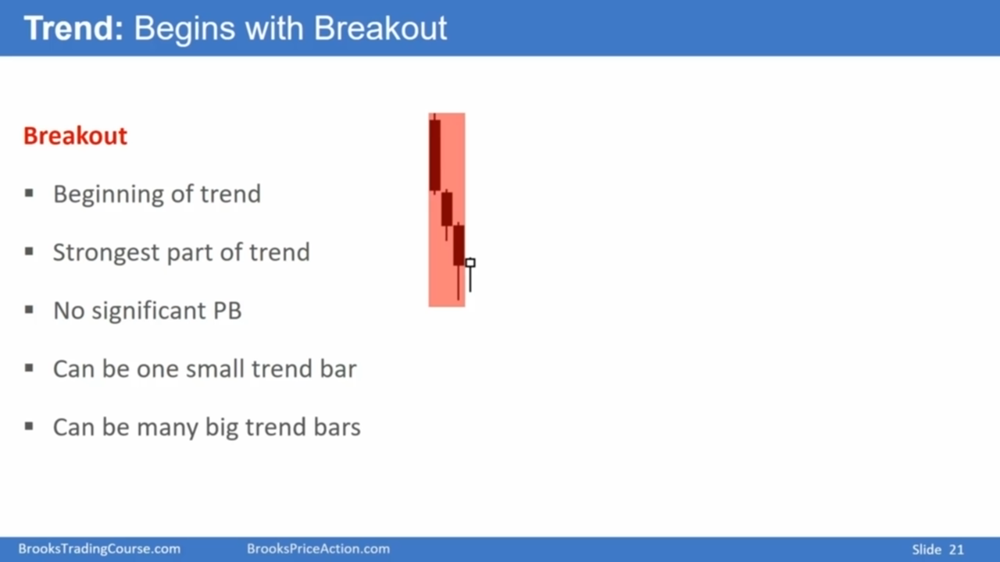 Trend: Begins with Breakout
Breakout
▪ Beginning of trend
▪ Strongest part of trend
▪ No significant PB
▪ Can be one small trend bar
▪ Can be many big trend bars
BrooksTradingCourse.com BrooksPriceAction.com Slide 21